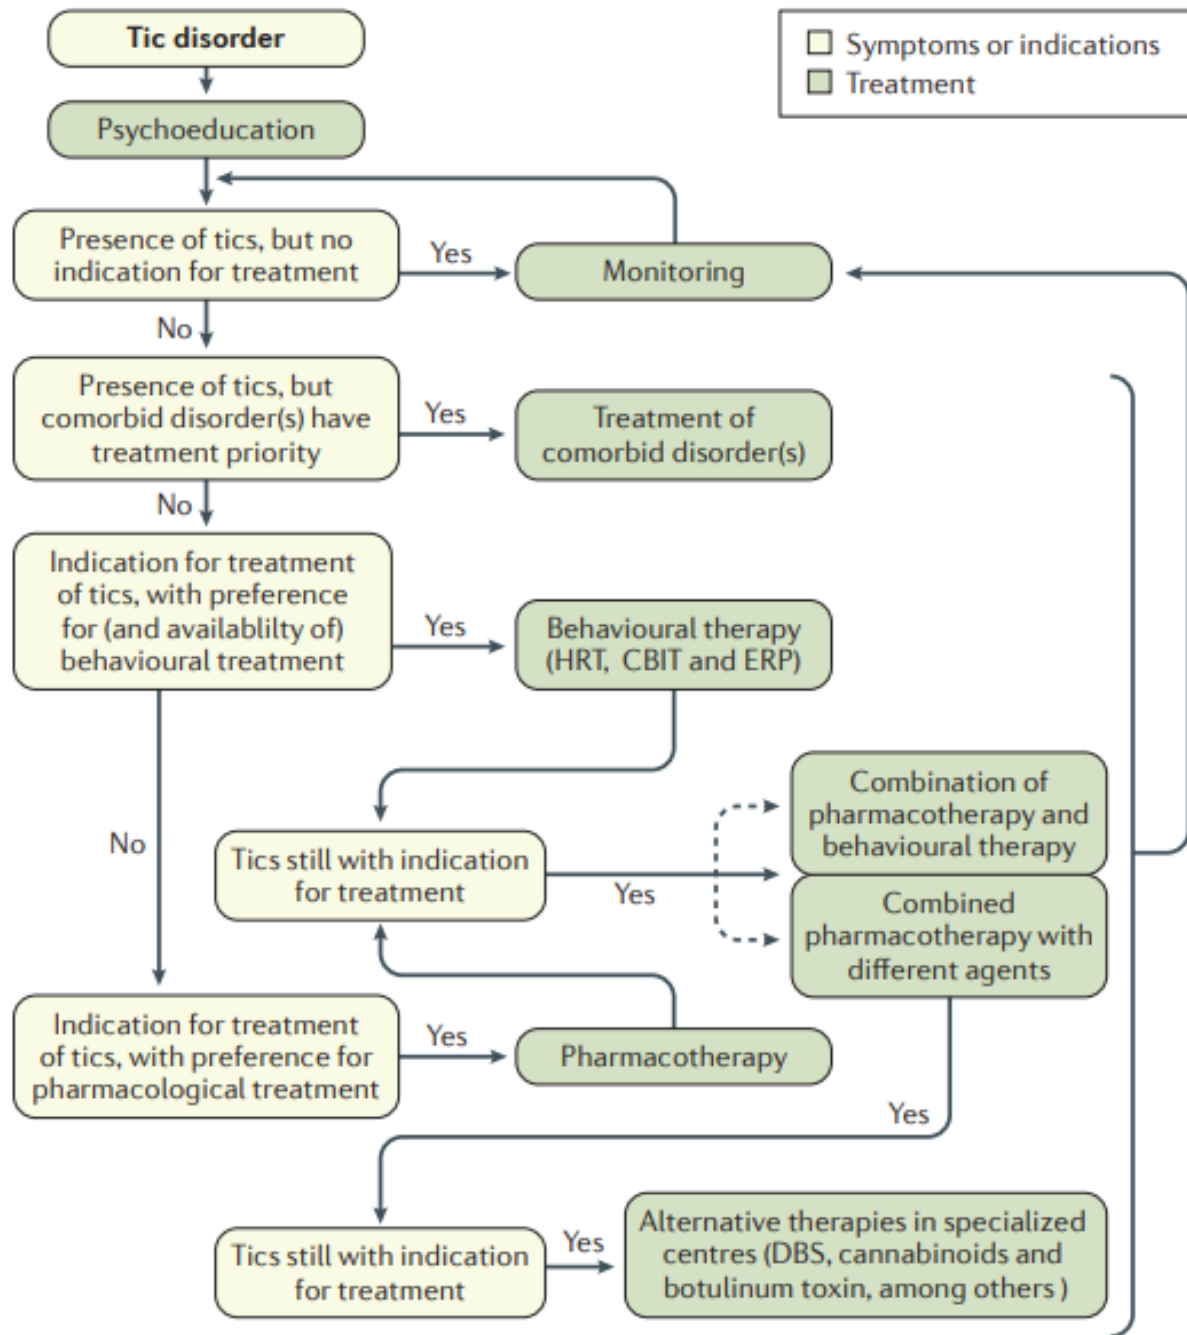 Tic disorder
Symptoms or indications
Treatment
Psychoeducation
Presence of tics, but no
indication for treatment
Yes
Monitoring
No
Presence of tics, but
comorbid disorder(s) have
treatment priority
Yes
Treatment of
comorbid disorder(s)
No
Indication for treatment
of tics, with preference
for (and availablilty of)
behavioural treatment
Yes
Behavioural therapy
(HRT, CBIT and ERP)
No
Tics still with indication
for treatment
Yes
Combination of
pharmacotherapy and
behavioural therapy
Combined
pharmacotherapy with
different agents
Indication for treatment
of tics, with preference for
pharmacological treatment
Yes
Pharmacotherapy
Yes
Tics still with indication
for treatment
Yes
Alternative therapies in specialized
centres (DBS, cannabinoids and
botulinum toxin, among others )